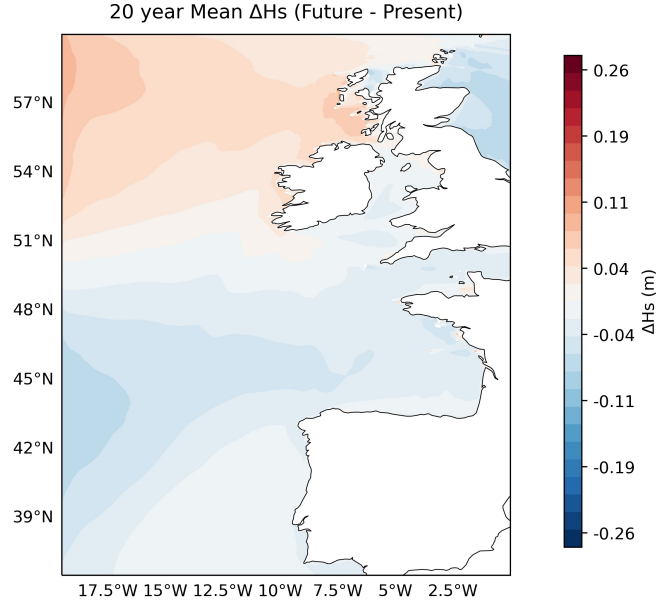 20 year Mean ΔHs (Future - Present)
57°N
54°N
51°N
48°N
45°N
42°N
39°N
17.5°W 15°W 12.5°W 10°W 7.5°W 5°W 2.5°W
0.26
0.19
0.11
0.04
-0.04
-0.11
-0.19
-0.26
ΔHs (m)